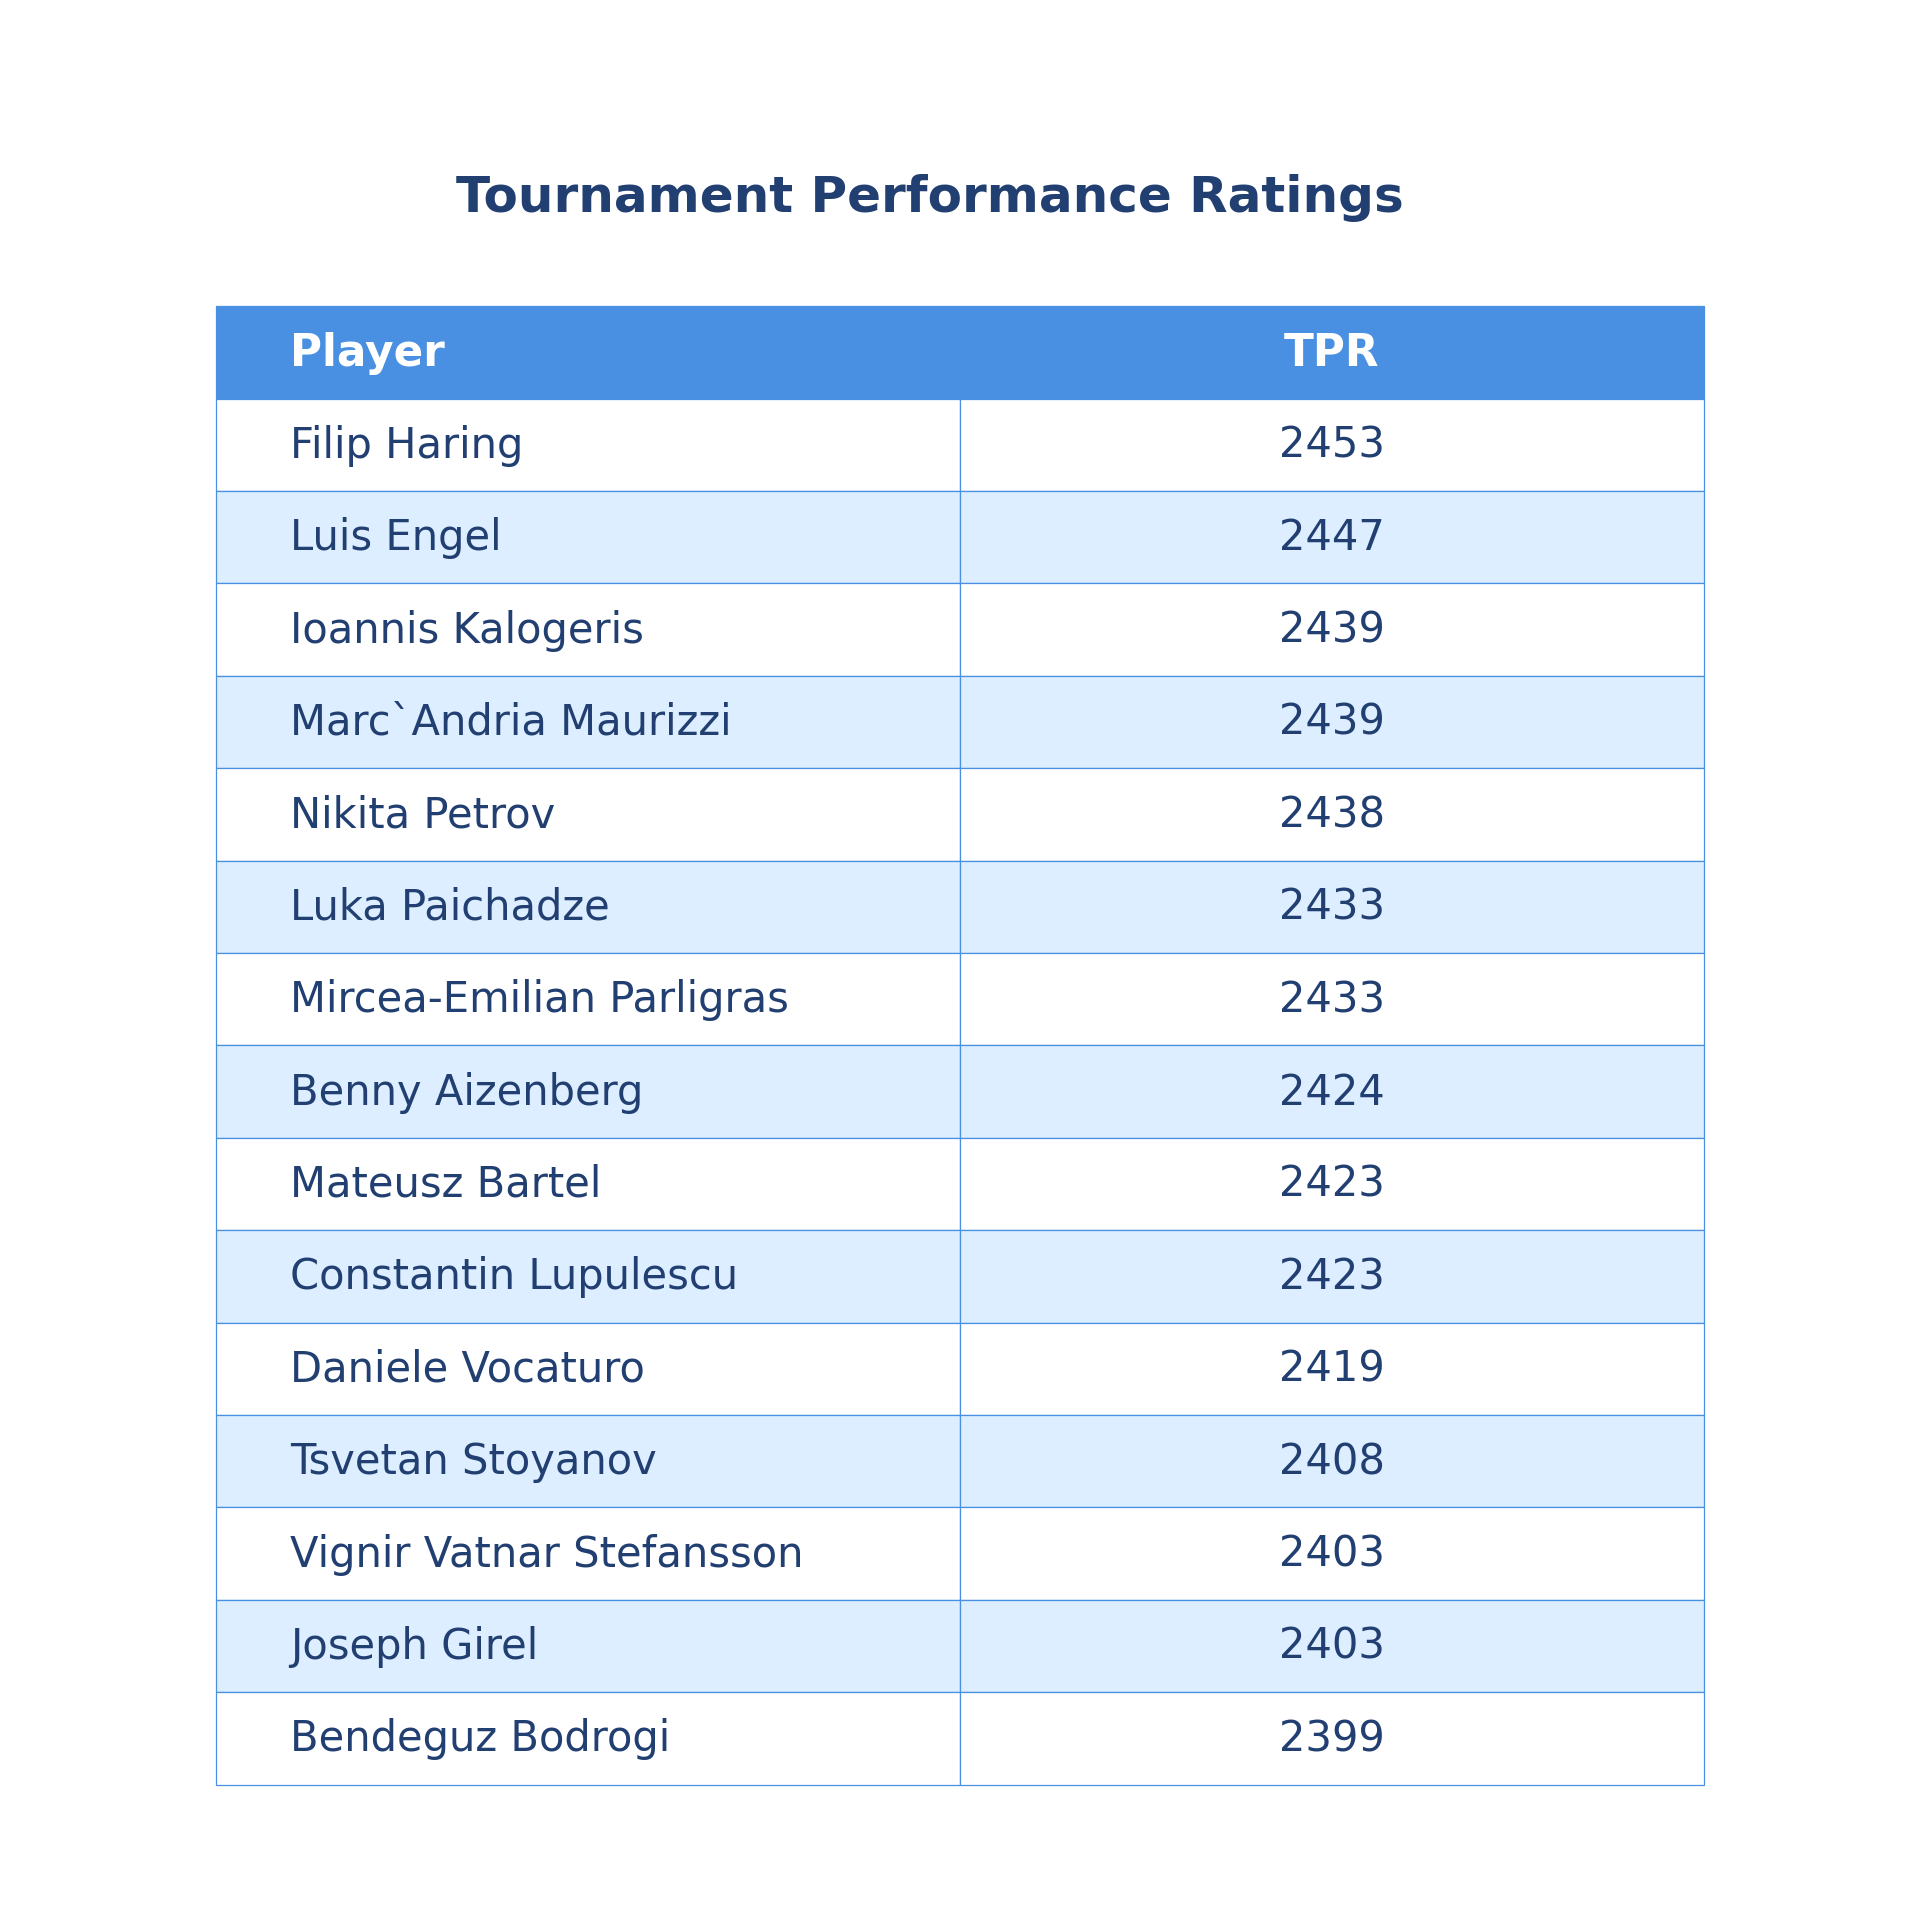 Tournament Performance Ratings
Player TPR
Filip Haring 2453
Luis Engel 2447
Ioannis Kalogeris 2439
Marc`Andria Maurizzi 2439
Nikita Petrov 2438
Luka Paichadze 2433
Mircea-Emilian Parligras 2433
Benny Aizenberg 2424
Mateusz Bartel 2423
Constantin Lupulescu 2423
Daniele Vocaturo 2419
Tsvetan Stoyanov 2408
Vignir Vatnar Stefansson 2403
Joseph Girel 2403
Bendeguz Bodrogi 2399